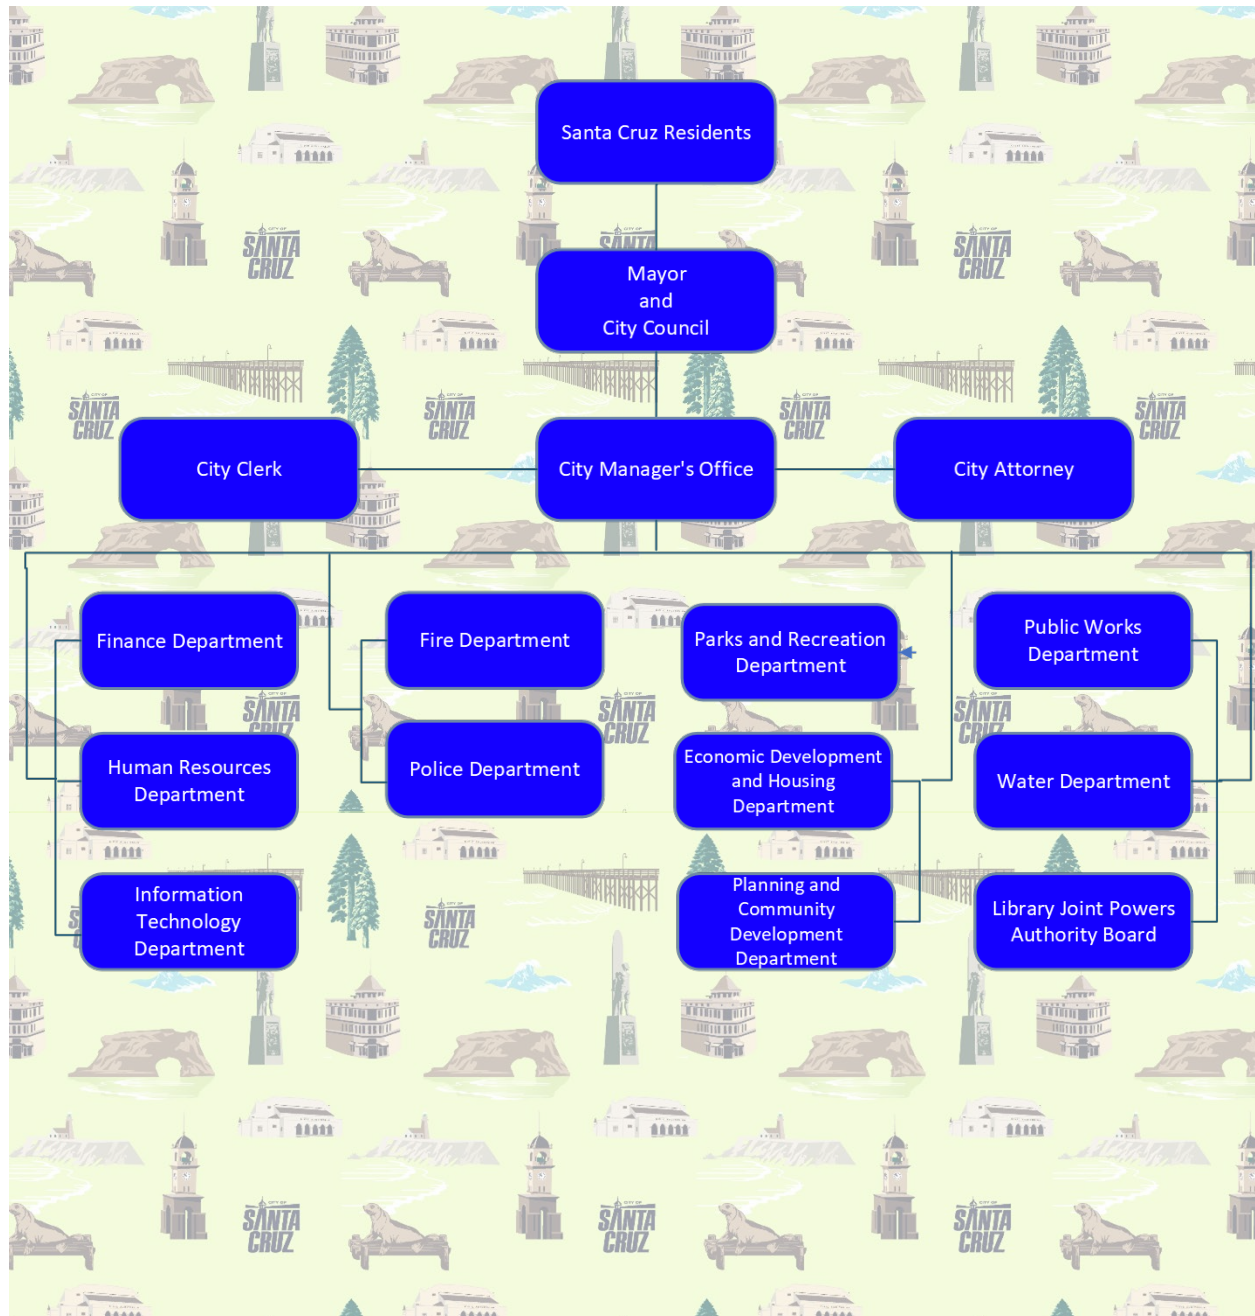 Santa Cruz Residents
Mayor
and
City Council
City Clerk
City Manager's Office
City Attorney
Finance Department
Fire Department
Parks and Recreation
Department
Public Works
Department
Human Resources
Department
Police Department
Economic Development
and Housing
Department
Water Department
Information
Technology
Department
Planning and
Community
Development
Department
Library Joint Powers
Authority Board
CITY OF
SANTA
CRUZ